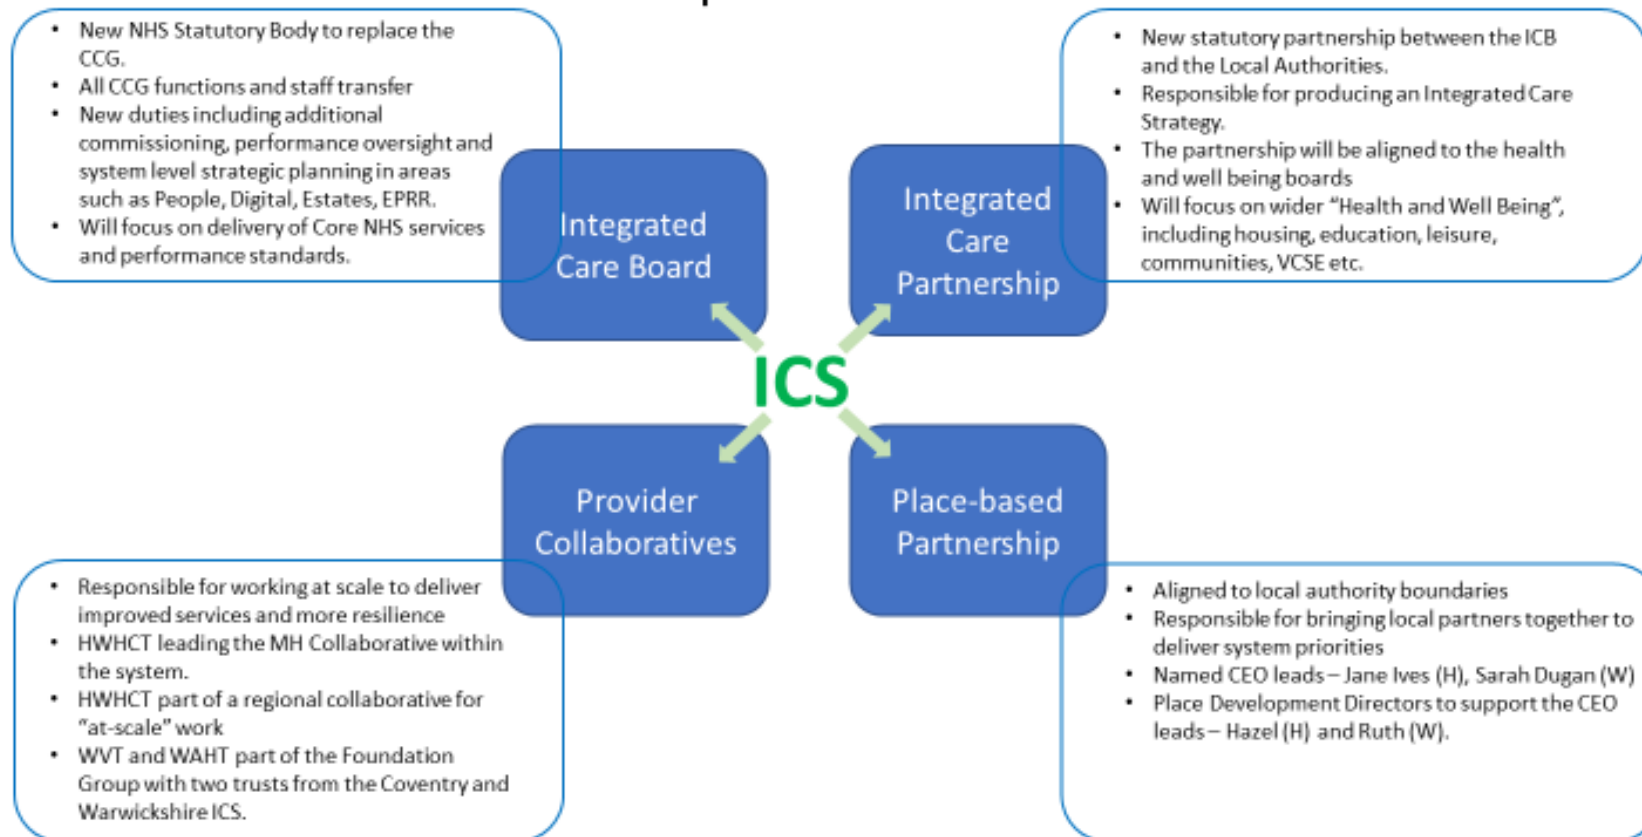 • New NHS Statutory Body to replace the
CCG.
• All CCG functions and staff transfer
• New duties including additional
commissioning, performance oversight and
system level strategic planning in areas
such as People, Digital, Estates, EPRR.
• Will focus on delivery of Core NHS services
and performance standards.
Integrated
Care Board
Integrated
Care
Partnership
• New statutory partnership between the ICB
and the Local Authorities.
• Responsible for producing an Integrated Care
Strategy.
• The partnership will be aligned to the health
and well being boards
• Will focus on wider “Health and Well Being”,
including housing, education, leisure,
communities, VCSE etc.
ICS
Provider
Collaboratives
Place-based
Partnership
• Responsible for working at scale to deliver
improved services and more resilience
• HWHCT leading the MH Collaborative within
the system.
• HWHCT part of a regional collaborative for
“at-scale” work
• WVT and WAHT part of the Foundation
Group with two trusts from the Coventry and
Warwickshire ICS.
• Aligned to local authority boundaries
• Responsible for bringing local partners together to
deliver system priorities
• Named CEO leads – Jane Ives (H), Sarah Dugan (W)
• Place Development Directors to support the CEO
leads – Hazel (H) and Ruth (W).